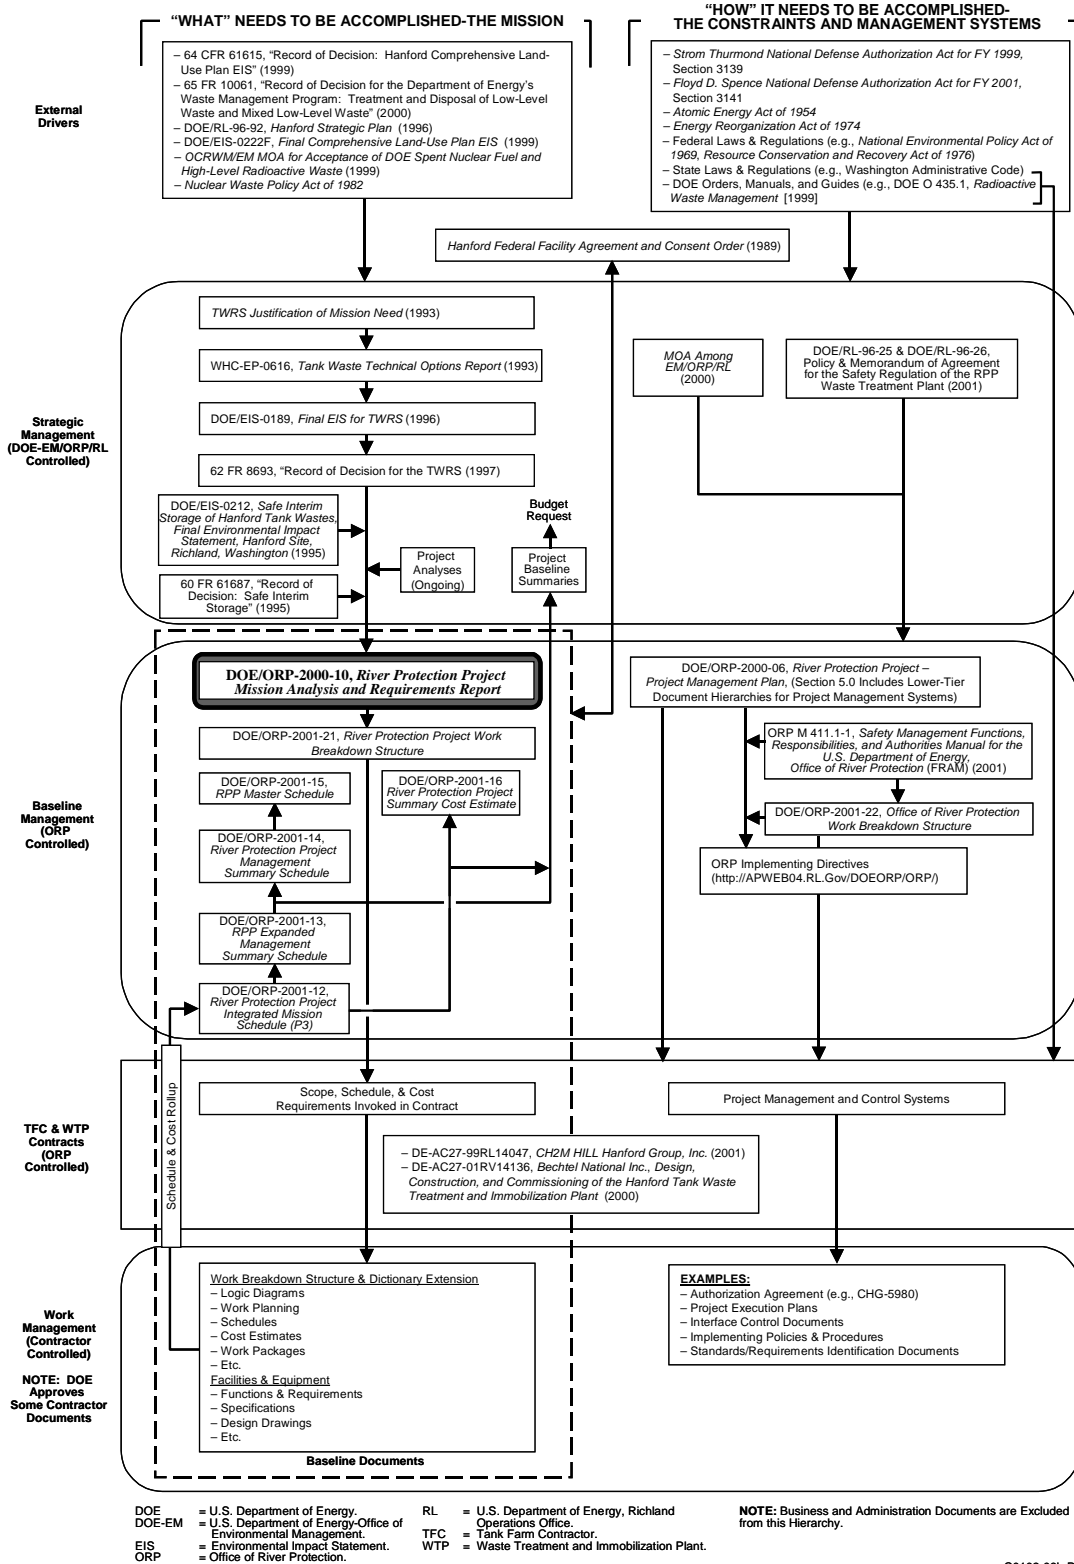 "WHAT" NEEDS TO BE ACCOMPLISHED-THE MISSION
"HOW" IT NEEDS TO BE ACCOMPLISHED-
THE CONSTRAINTS AND MANAGEMENT SYSTEMS
External
Drivers
– 64 CFR 61615, "Record of Decision: Hanford Comprehensive Land-
Use Plan EIS" (1999)
– 65 FR 10061, "Record of Decision for the Department of Energy's
Waste Management Program: Treatment and Disposal of Low-Level
Waste and Mixed Low-Level Waste" (2000)
– DOE/RL-96-92, Hanford Strategic Plan (1996)
– DOE/EIS-0222F, Final Comprehensive Land-Use Plan EIS (1999)
– OCRWM/EM MOA for Acceptance of DOE Spent Nuclear Fuel and
High-Level Radioactive Waste (1999)
– Nuclear Waste Policy Act of 1982
– Strom Thurmond National Defense Authorization Act for FY 1999,
Section 3139
– Floyd D. Spence National Defense Authorization Act for FY 2001,
Section 3141
– Atomic Energy Act of 1954
– Energy Reorganization Act of 1974
– Federal Laws & Regulations (e.g., National Environmental Policy Act of
1969, Resource Conservation and Recovery Act of 1976)
– State Laws & Regulations (e.g., Washington Administrative Code)
– DOE Orders, Manuals, and Guides (e.g., DOE O 435.1, Radioactive
Waste Management [1999]
Hanford Federal Facility Agreement and Consent Order (1989)
Strategic
Management
(DOE-EM/ORP/RL
Controlled)
TWRS Justification of Mission Need (1993)
WHC-EP-0616, Tank Waste Technical Options Report (1993)
DOE/EIS-0189, Final EIS for TWRS (1996)
62 FR 8693, "Record of Decision for the TWRS (1997)
DOE/EIS-0212, Safe Interim
Storage of Hanford Tank Wastes,
Final Environmental Impact
Statement, Hanford Site,
Richland, Washington (1995)
60 FR 61687, "Record of
Decision: Safe Interim
Storage" (1995)
Project
Analyses
(Ongoing)
Budget
Request
Project
Baseline
Summaries
MOA Among
EM/ORP/RL
(2000)
DOE/RL-96-25 & DOE/RL-96-26,
Policy & Memorandum of Agreement
for the Safety Regulation of the RPP
Waste Treatment Plant (2001)
Baseline
Management
(ORP
Controlled)
DOE/ORP-2000-10, River Protection Project
Mission Analysis and Requirements Report
DOE/ORP-2001-21, River Protection Project Work
Breakdown Structure
DOE/ORP-2001-15,
RPP Master Schedule
DOE/ORP-2001-16
River Protection Project
Summary Cost Estimate
DOE/ORP-2001-14,
River Protection Project
Management
Summary Schedule
DOE/ORP-2001-13,
RPP Expanded
Management
Summary Schedule
DOE/ORP-2001-12,
River Protection Project
Integrated Mission
Schedule (P3)
DOE/ORP-2000-06, River Protection Project –
Project Management Plan, (Section 5.0 Includes Lower-Tier
Document Hierarchies for Project Management Systems)
ORP M 411.1-1, Safety Management Functions,
Responsibilities, and Authorities Manual for the
U.S. Department of Energy,
Office of River Protection (FRAM) (2001)
DOE/ORP-2001-22, Office of River Protection
Work Breakdown Structure
ORP Implementing Directives
(http://APWEB04.RL.Gov/DOEORP/ORP/)
TFC & WTP
Contracts
(ORP
Controlled)
Schedule & Cost Rollup
Scope, Schedule, & Cost
Requirements Invoked in Contract
Project Management and Control Systems
– DE-AC27-99RL14047, CH2M HILL Hanford Group, Inc. (2001)
– DE-AC27-01RV14136, Bechtel National Inc., Design,
Construction, and Commissioning of the Hanford Tank Waste
Treatment and Immobilization Plant (2000)
Work
Management
(Contractor
Controlled)
NOTE: DOE
Approves
Some Contractor
Documents
Work Breakdown Structure & Dictionary Extension
– Logic Diagrams
– Work Planning
– Schedules
– Cost Estimates
– Work Packages
– Etc.
Facilities & Equipment
– Functions & Requirements
– Specifications
– Design Drawings
– Etc.
Baseline Documents
EXAMPLES:
– Authorization Agreement (e.g., CHG-5980)
– Project Execution Plans
– Interface Control Documents
– Implementing Policies & Procedures
– Standards/Requirements Identification Documents
DOE = U.S. Department of Energy.
DOE-EM = U.S. Department of Energy-Office of
Environmental Management.
EIS = Environmental Impact Statement.
ORP = Office of River Protection.
RL = U.S. Department of Energy, Richland
Operations Office.
TFC = Tank Farm Contractor.
WTP = Waste Treatment and Immobilization Plant.
NOTE: Business and Administration Documents are Excluded
from this Hierarchy.